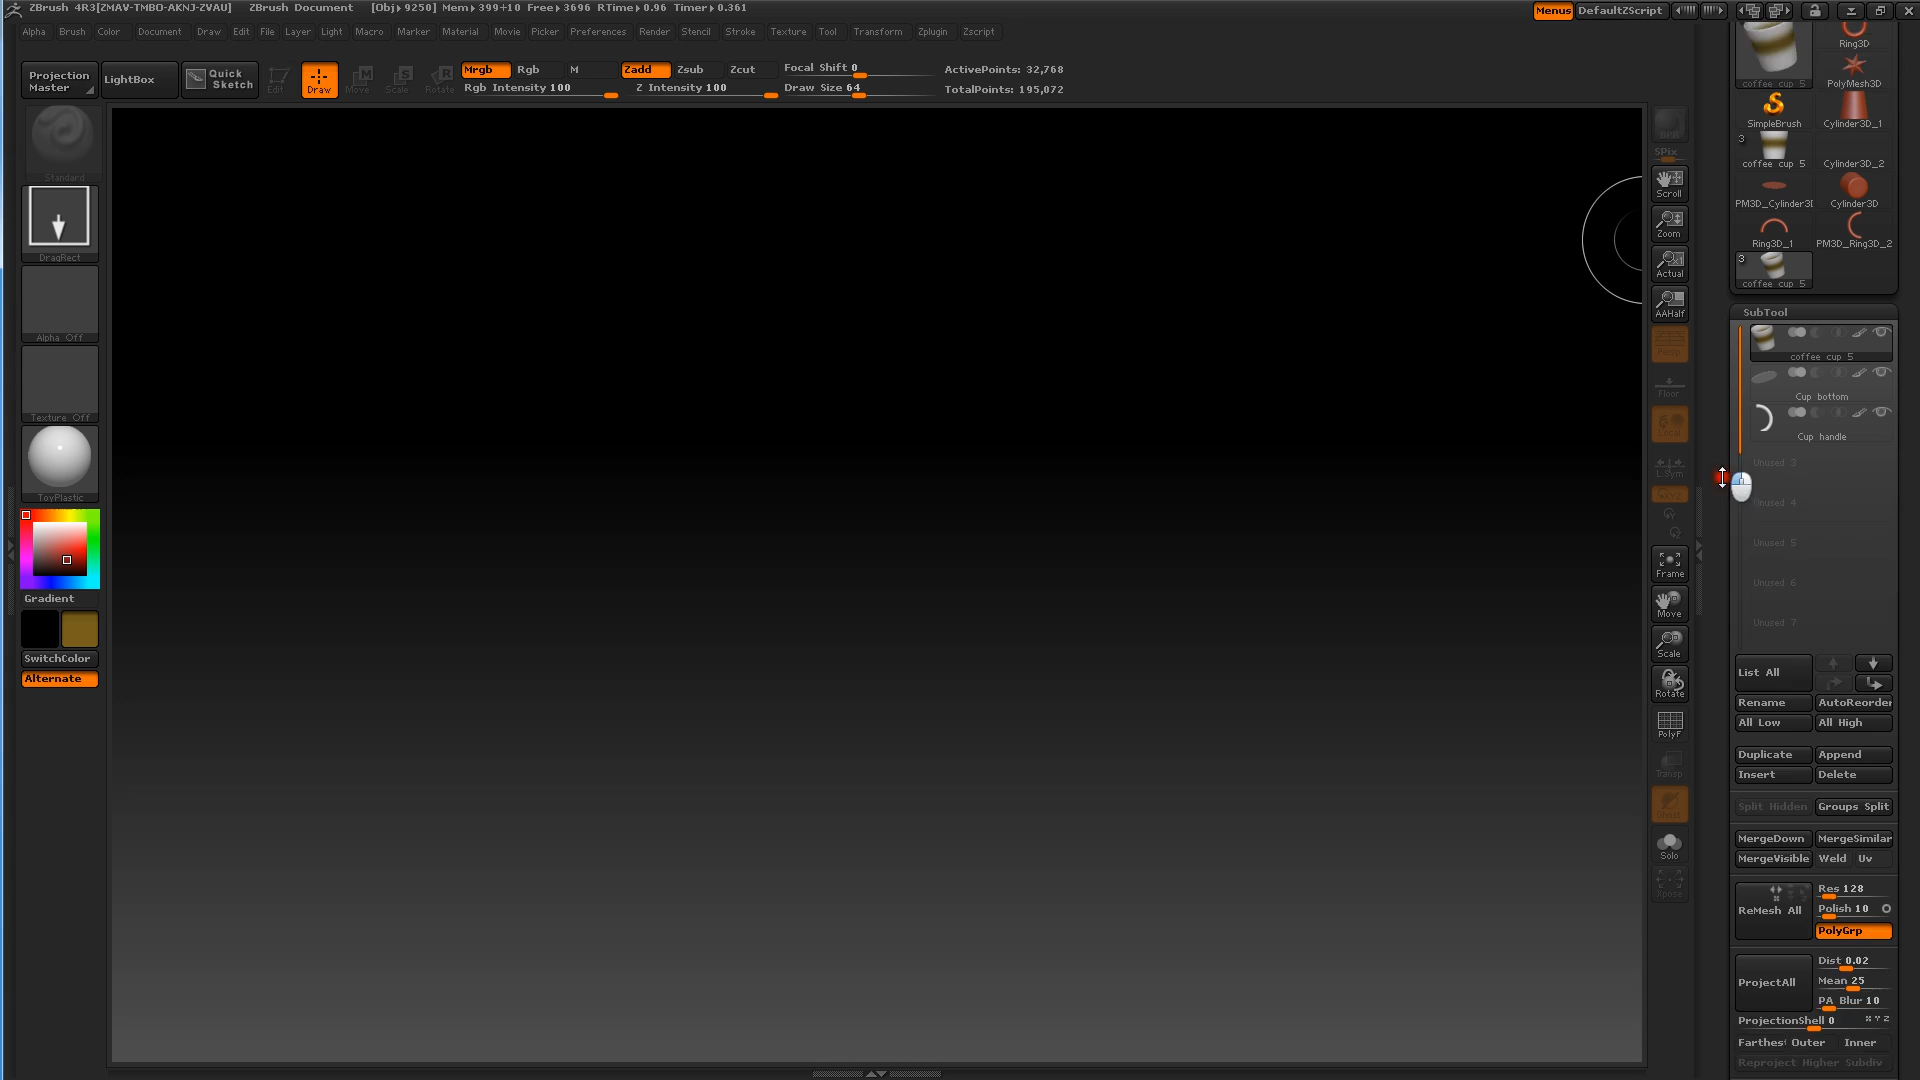 ZBrush 4R3[ZMAV-TMBO-AKNJ-ZVAU] ZBrush Document [Obj▸9250] Mem▸399+10 Free▸3696 RTime▸0.96 Timer▸0.361 Menus DefaultZScript
Alpha Brush Color Document Draw Edit File Layer Light Macro Marker Material Movie Picker Preferences Render Stencil Stroke Texture Tool Transform Zplugin Zscript
Projection Master
LightBox
Quick Sketch
Edit
Draw
Move
Scale
Rotate
Mrgb Rgb M
Rgb Intensity 100
Zadd Zsub Zcut
Z Intensity 100
Focal Shift 0
Draw Size 64
ActivePoints: 32,768
TotalPoints: 195,072
Standard
DragRect
Alpha Off
Texture Off
ToyPlastic
Gradient
SwitchColor
Alternate
BPR
SPix
Scroll
Zoom
Actual
AAHalf
Persp
Floor
Local
L.Sym
Frame
Move
Scale
Rotate
PolyF
Transp
Ghost
Solo
Xpose
Ring3D
coffee cup 5 PolyMesh3D
SimpleBrush Cylinder3D_1
3
coffee cup 5 Cylinder3D_2
PM3D_Cylinder3D Cylinder3D
Ring3D_1 PM3D_Ring3D_2
3
coffee cup 5
SubTool
coffee cup 5
Cup bottom
Cup handle
Unused 3
Unused 4
Unused 5
Unused 6
Unused 7
List All
Rename AutoReorder
All Low All High
Duplicate Append
Insert Delete
Split Hidden Groups Split
MergeDown MergeSimilar
MergeVisible Weld Uv
ReMesh All
Res 128
Polish 10
PolyGrp
ProjectAll
Dist 0.02
Mean 25
PA Blur 10
ProjectionShell 0 X Y Z
Farthest Outer Inner
Reproject Higher Subdiv